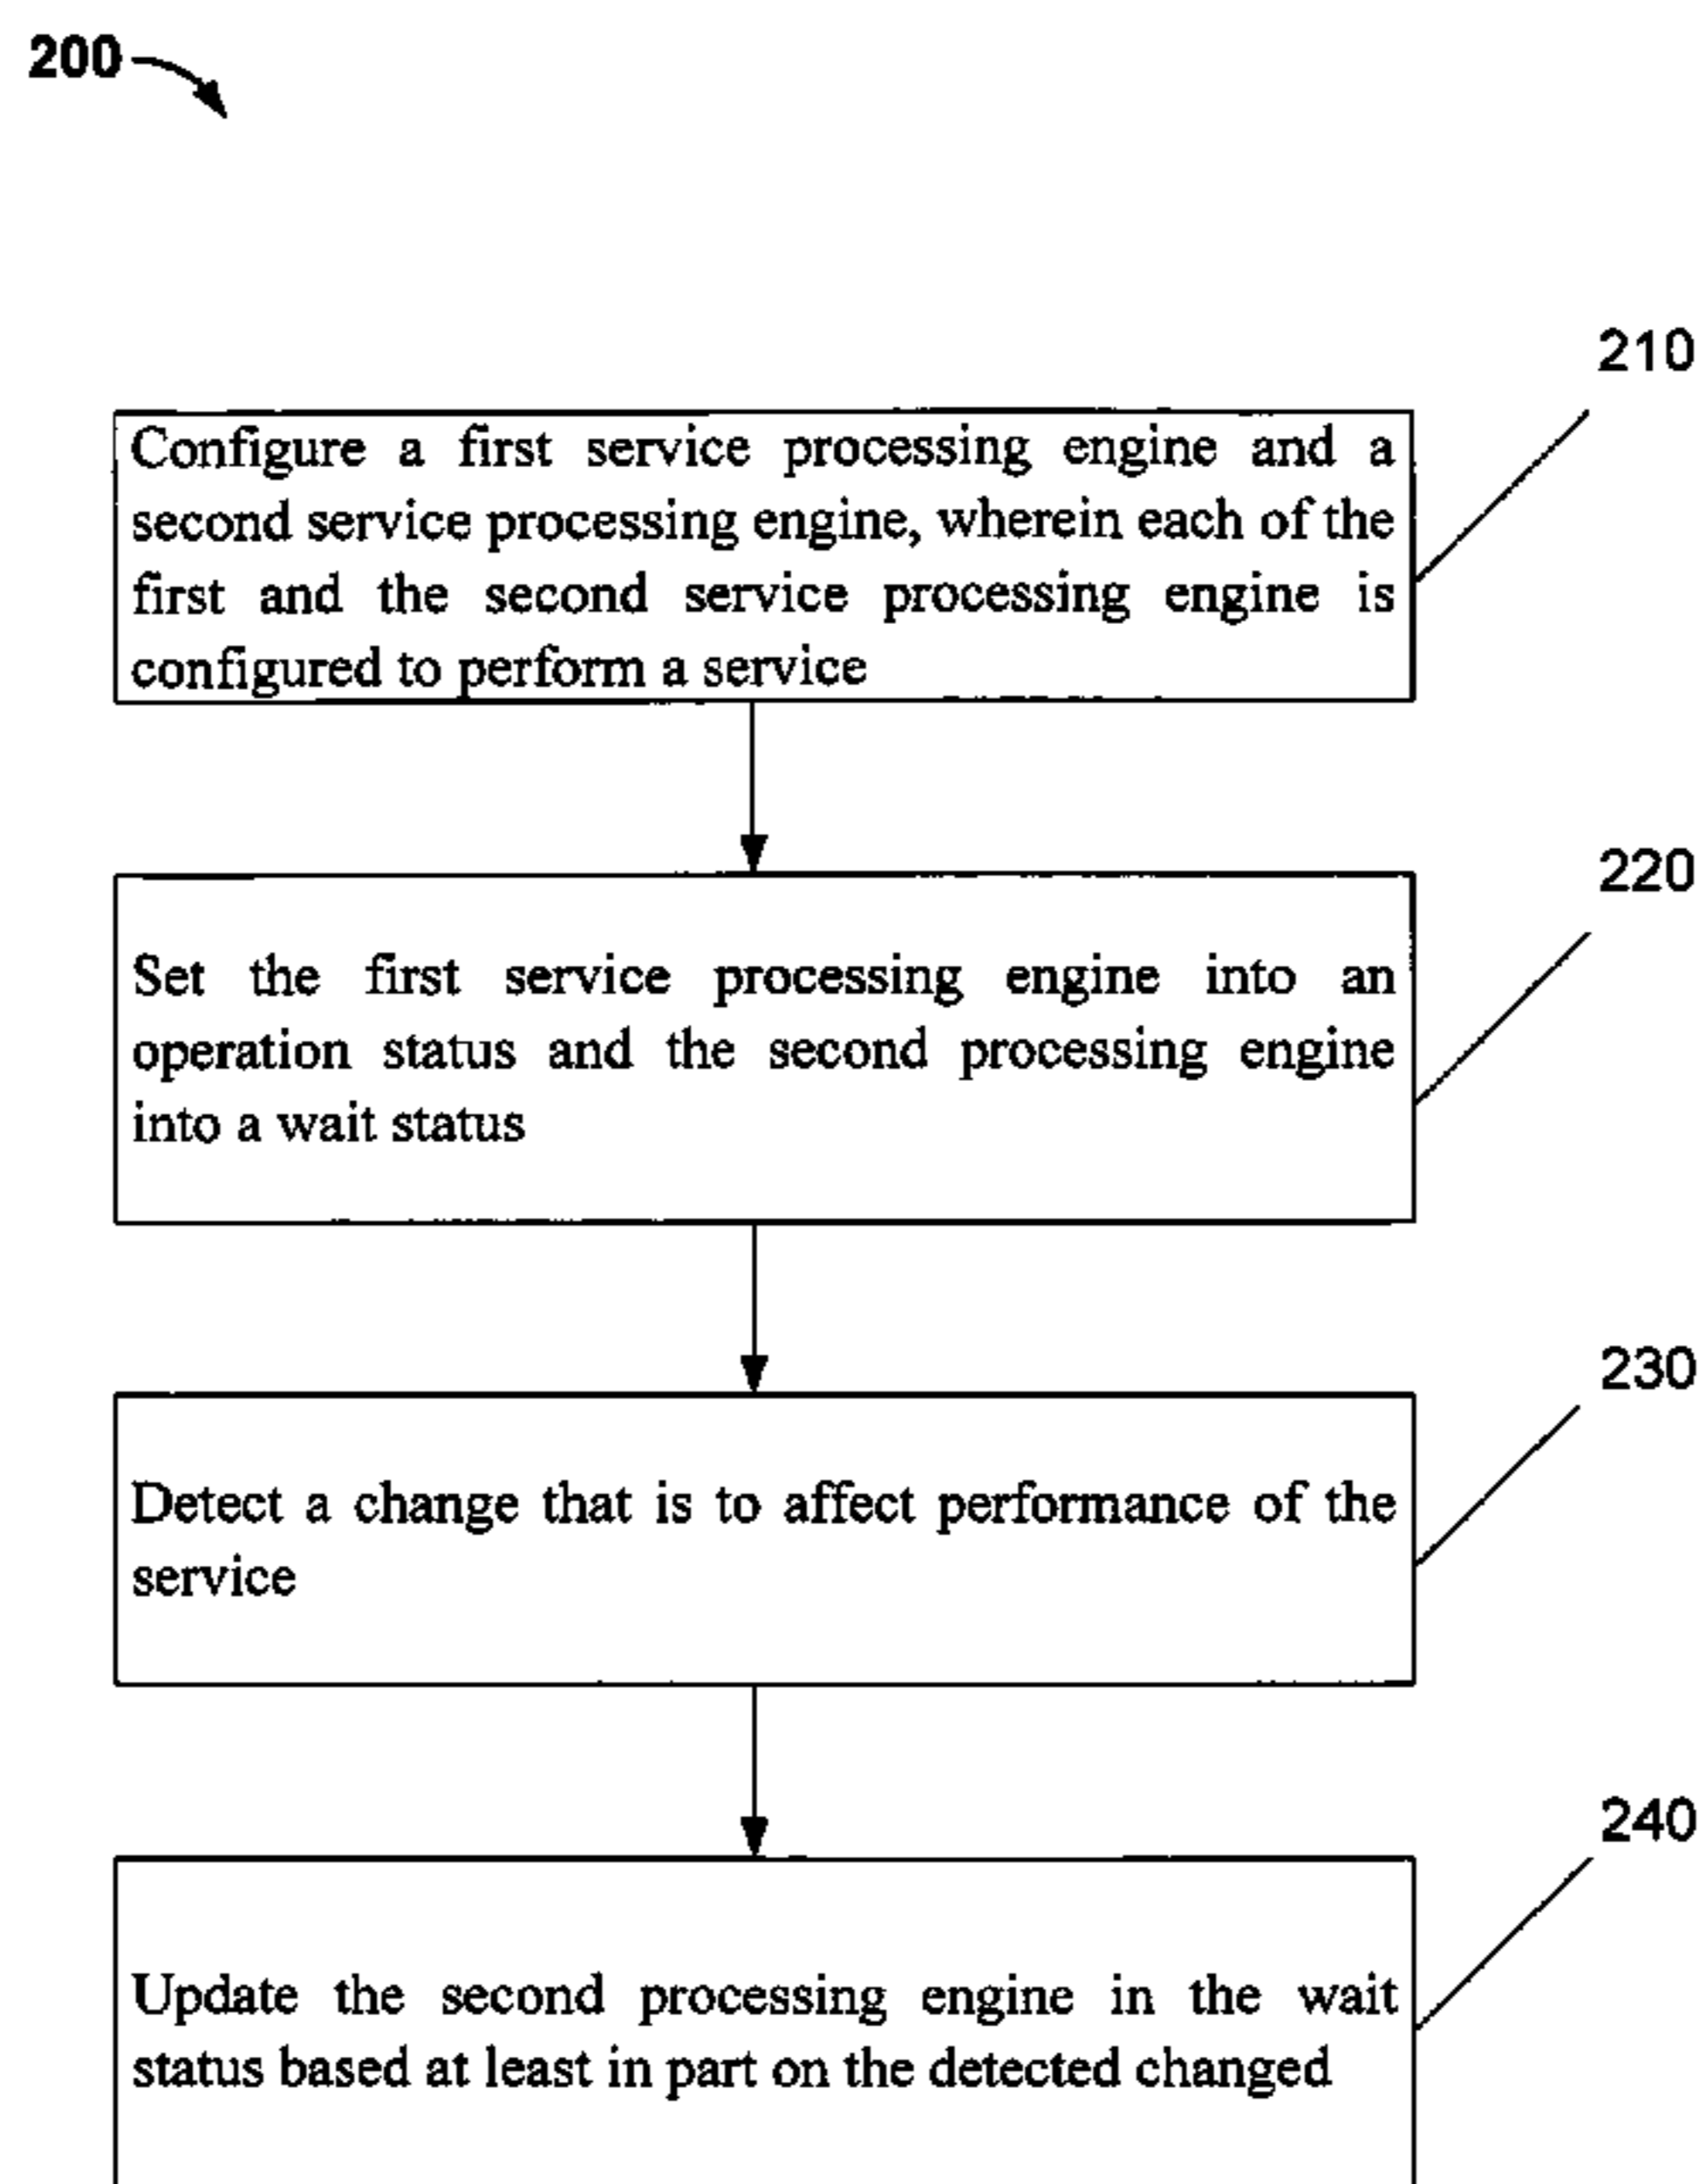 200
210
Configure a first service processing engine and a
second service processing engine, wherein each of the
first and the second service processing engine is
configured to perform a service
220
Set the first service processing engine into an
operation status and the second processing engine
into a wait status
230
Detect a change that is to affect performance of the
service
240
Update the second processing engine in the wait
status based at least in part on the detected changed